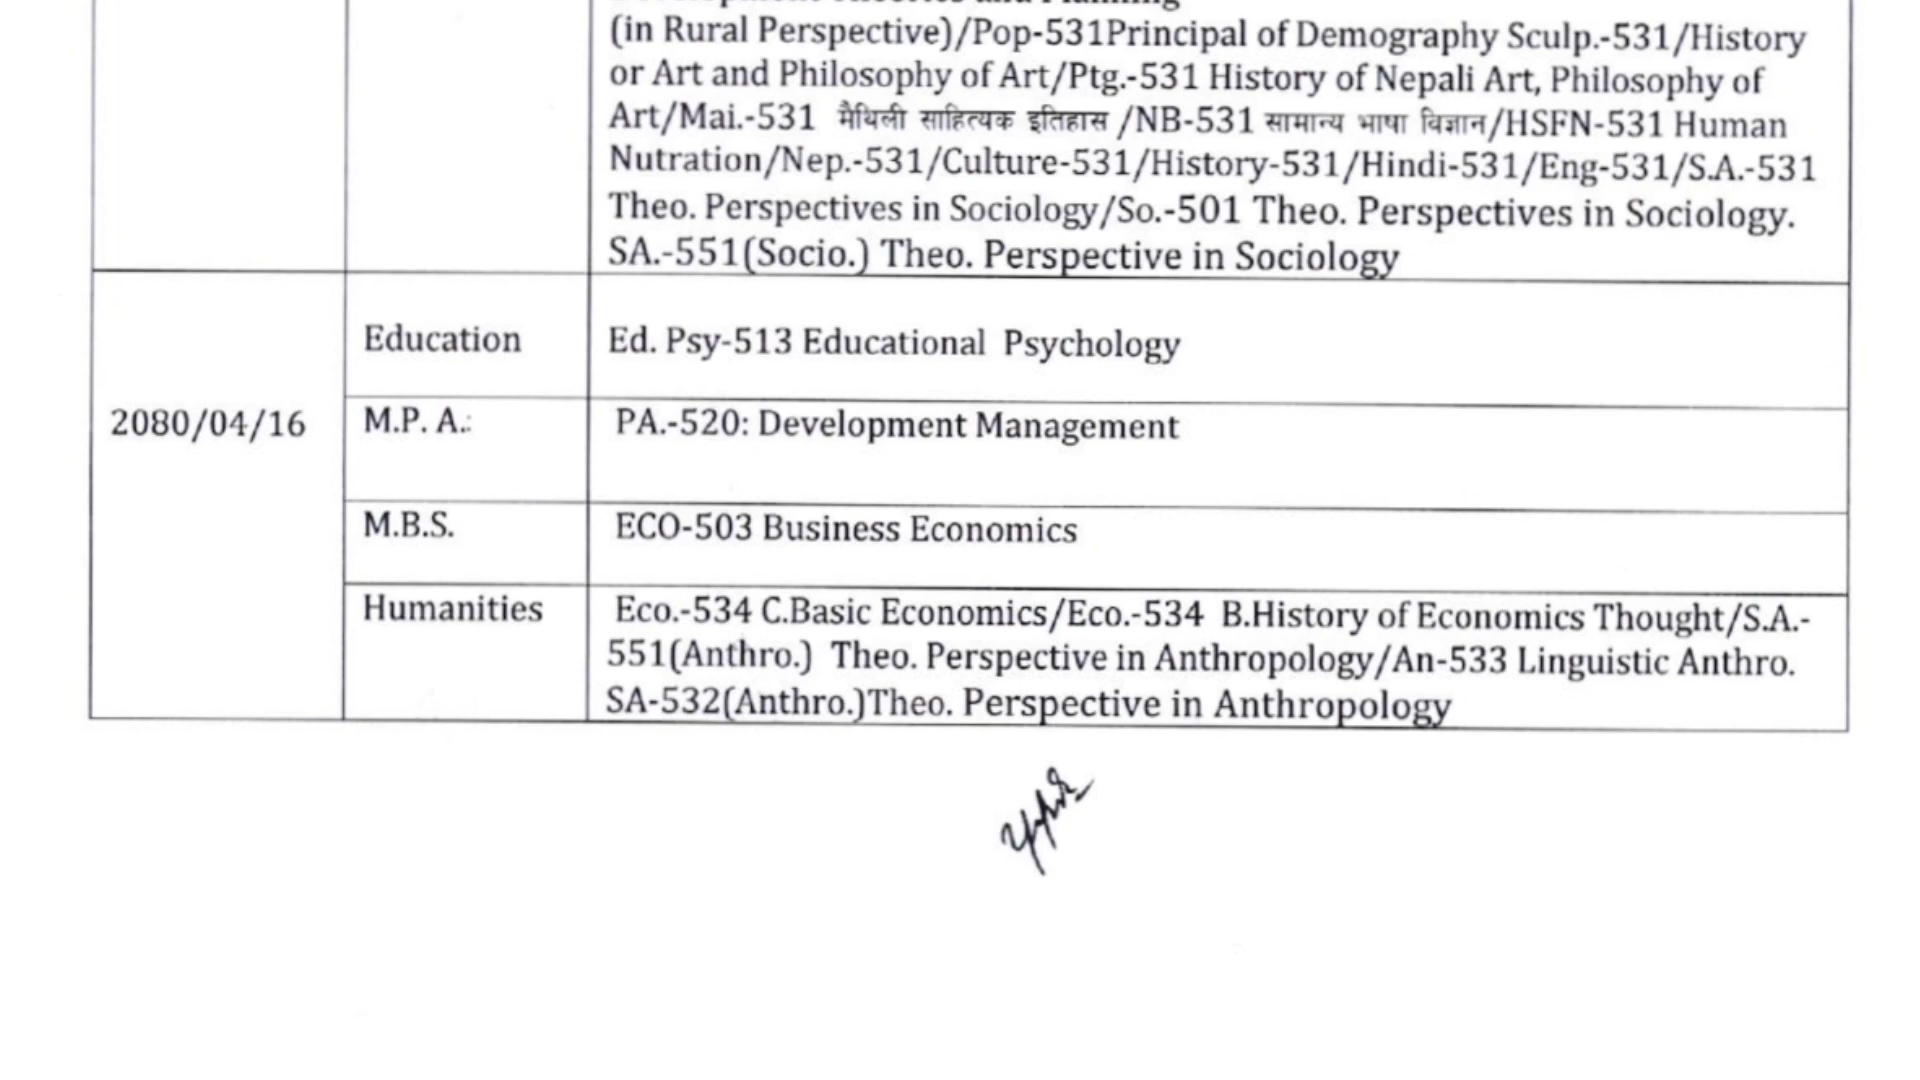 (in Rural Perspective)/Pop-531Principal of Demography Sculp.-531/History
or Art and Philosophy of Art/Ptg.-531 History of Nepali Art, Philosophy of
Art/Mai.-531 मैथिली साहित्यक इतिहास /NB-531 सामान्य भाषा विज्ञान/HSFN-531 Human
Nutration/Nep.-531/Culture-531/History-531/Hindi-531/Eng-531/S.A.-531
Theo. Perspectives in Sociology/So.-501 Theo. Perspectives in Sociology.
SA.-551(Socio.) Theo. Perspective in Sociology
2080/04/16
Education
Ed. Psy-513 Educational Psychology
M.P. A.:
PA.-520: Development Management
M.B.S.
ECO-503 Business Economics
Humanities
Eco.-534 C.Basic Economics/Eco.-534 B.History of Economics Thought/S.A.-
551(Anthro.) Theo. Perspective in Anthropology/An-533 Linguistic Anthro.
SA-532(Anthro.)Theo. Perspective in Anthropology